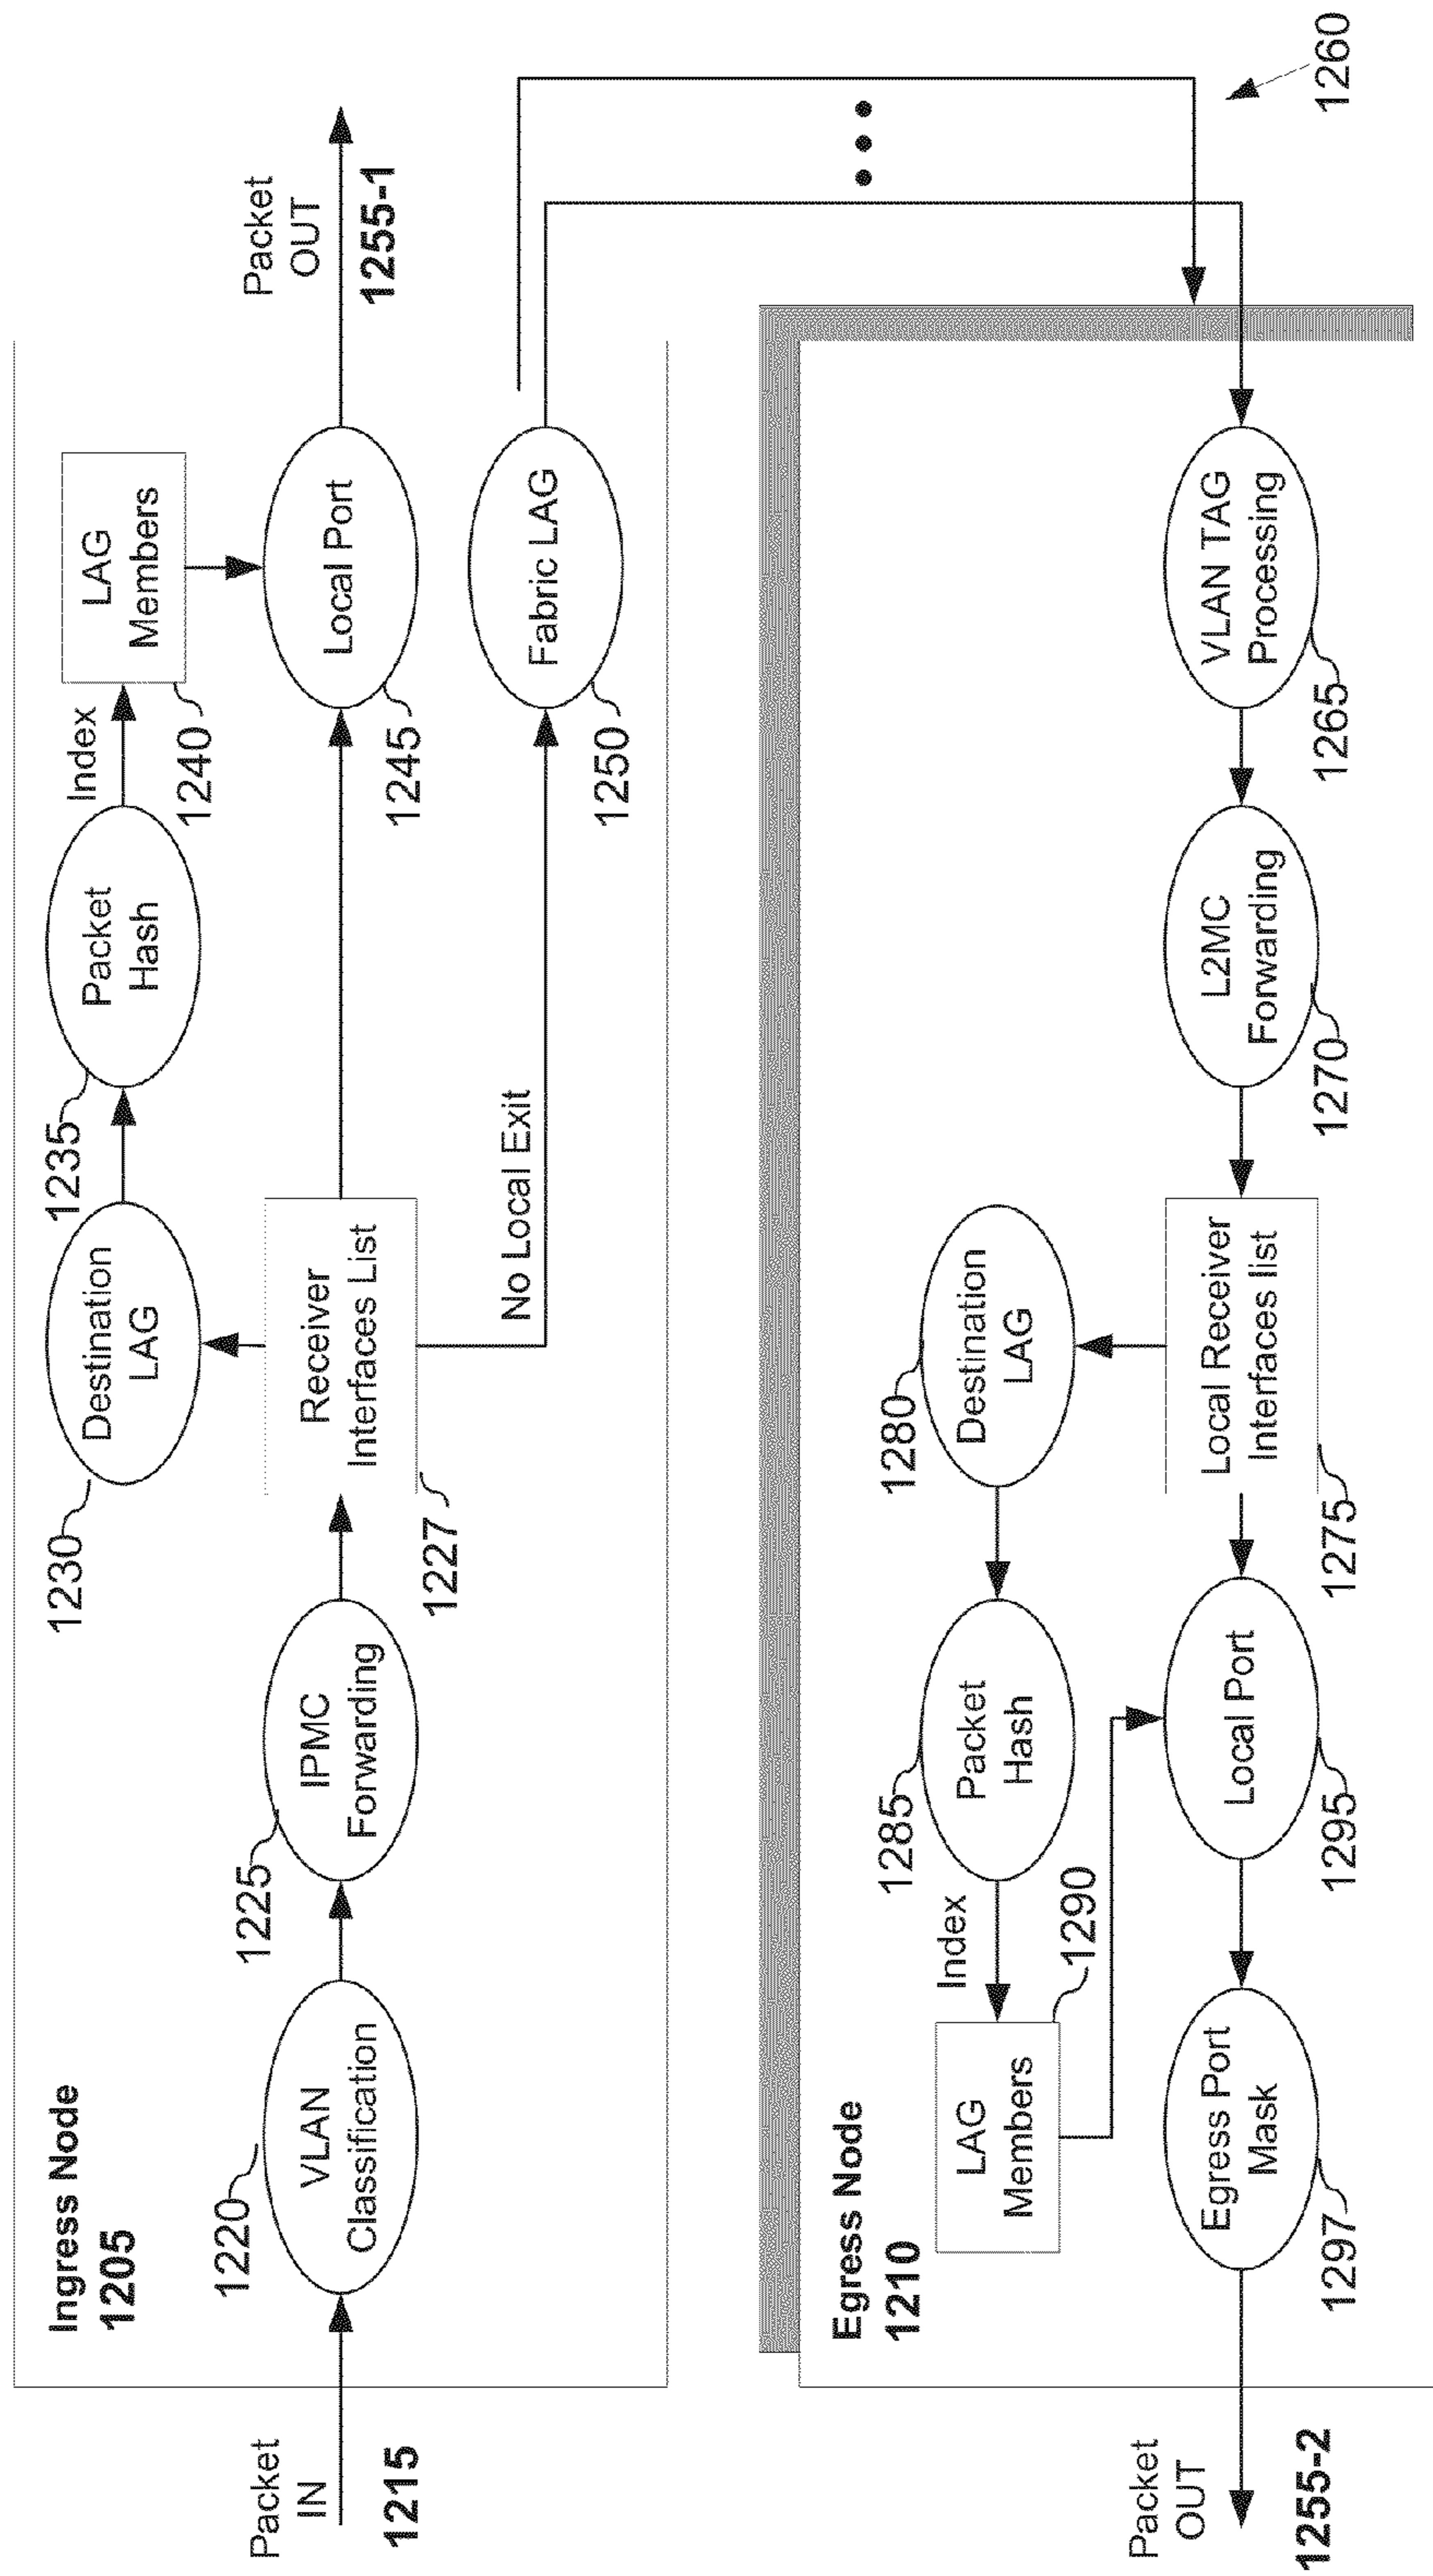 Ingress Node
1205
Packet
IN
1215
1220
VLAN
Classification
1225
IPMC
Forwarding
1227
Receiver
Interfaces List
1230
Destination
LAG
1235
Packet
Hash
Index
1240
LAG
Members
1245
Local Port
No Local Exit
1250
Fabric LAG
Packet
OUT
1255-1
1260
Egress Node
1210
1265
VLAN TAG
Processing
1270
L2MC
Forwarding
1275
Local Receiver
Interfaces list
1280
Destination
LAG
1285
Packet
Hash
Index
1290
LAG
Members
1295
Local Port
1297
Egress Port
Mask
Packet
OUT
1255-2